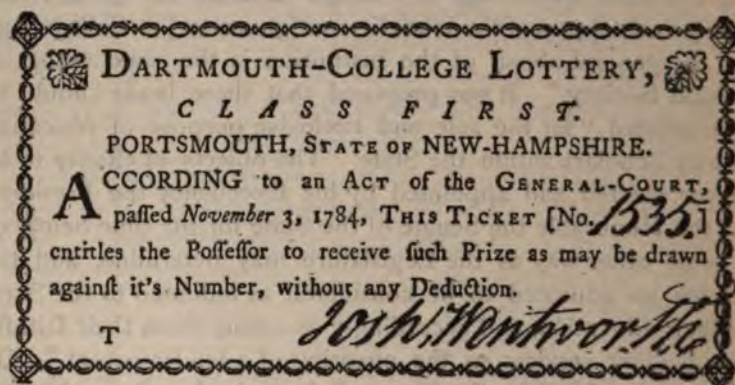 DARTMOUTH-COLLEGE LOTTERY,
CLASS FIRST.
PORTSMOUTH, STATE OF NEW-HAMPSHIRE.
ACCORDING to an ACT of the GENERAL-COURT,
paſſed November 3, 1784, THIS TICKET [No. 1535.]
entitles the Poſſeſſor to receive ſuch Prize as may be drawn
againſt it's Number, without any Deduction.
T Josh, Wentworth